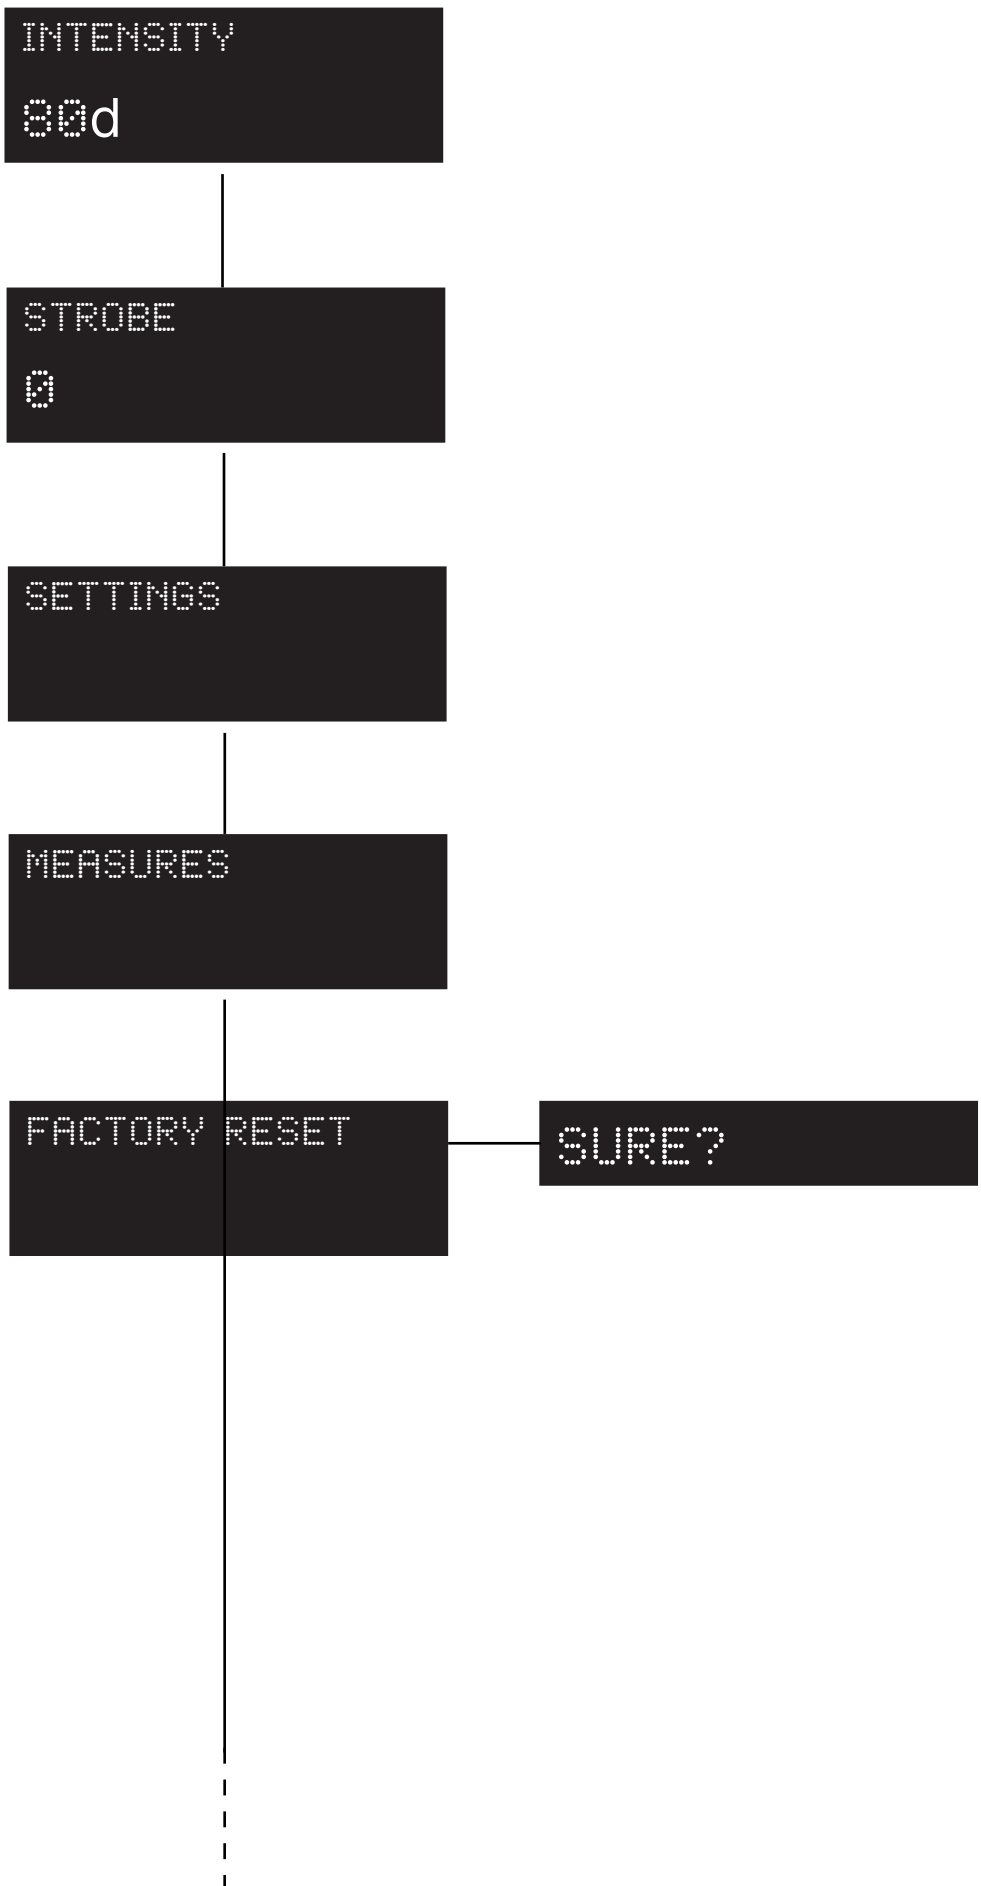 INTENSITY
80d
STROBE
0
SETTINGS
MEASURES
FACTORY RESET
SURE?